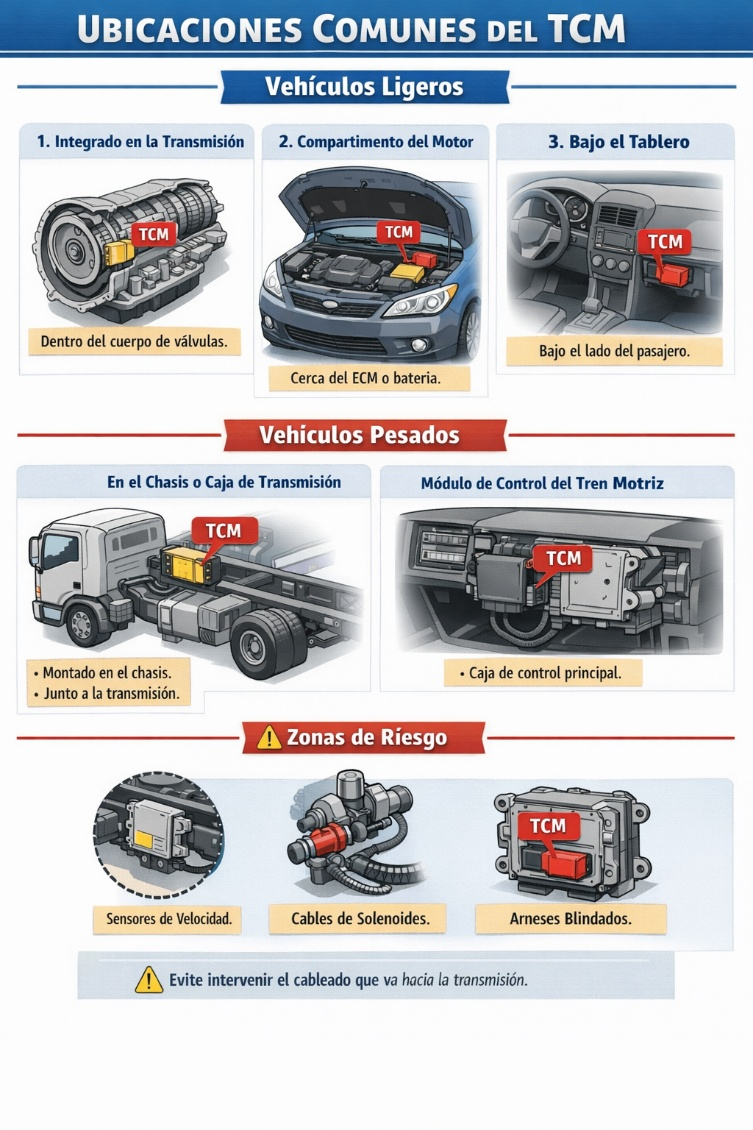 UBICACIONES COMUNES DEL TCM
Vehículos Ligeros
1. Integrado en la Transmisión
TCM
Dentro del cuerpo de válvulas.
2. Compartimento del Motor
TCM
Cerca del ECM o bateria.
3. Bajo el Tablero
TCM
Bajo el lado del pasajero.
Vehículos Pesados
En el Chasis o Caja de Transmisión
TCM
• Montado en el chasis.
• Junto a la transmisión.
Módulo de Control del Tren Motriz
TCM
• Caja de control principal.
Zonas de Riesgo
Sensores de Velocidad.
Cables de Solenoides.
TCM
Arneses Blindados.
Evite intervenir el cableado que va hacia la transmisión.